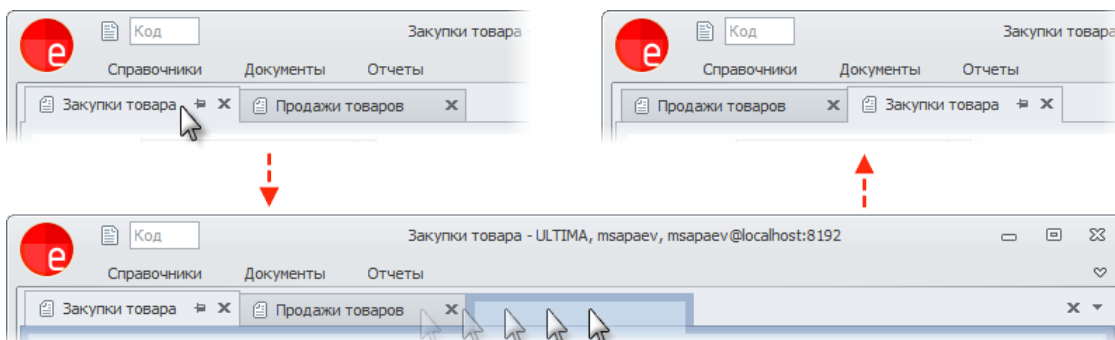 Код
Закупки товара -
Справочники Документы Отчеты
Закупки товара Продажи товаров
Код
Закупки товара
Справочники Документы Отчеты
Продажи товаров Закупки товара
Код
Закупки товара - ULTIMA, msapaev, msapaev@localhost:8192
Справочники Документы Отчеты
Закупки товара Продажи товаров